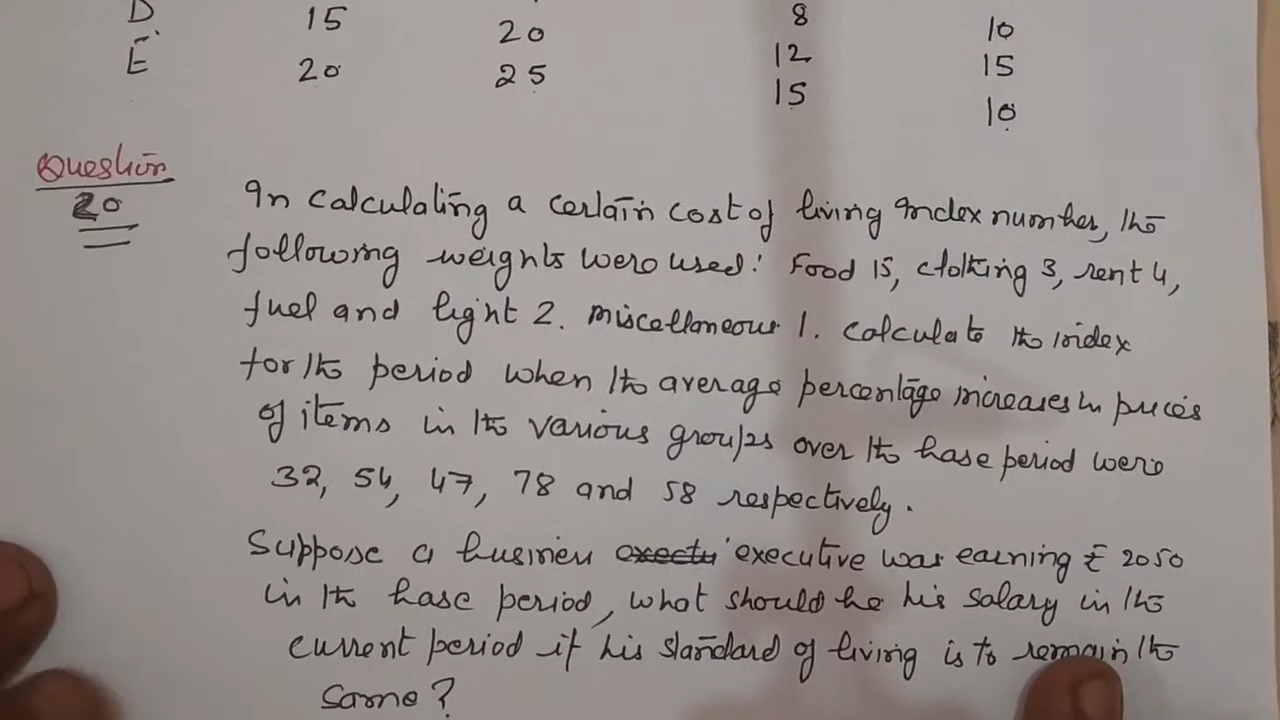 D 15 20 8 10
E 20 25 12 15
15 10
Question
20
In calculating a certain cost of living Index number, the
following weights were used: Food 15, clothing 3, rent 4,
fuel and light 2. Miscellaneous 1. Calculate the index
for the period when the average percentage increases in prices
of items in the various groups over the base period were
32, 54, 47, 78 and 58 respectively.
Suppose a business executive was earning ₹ 2050
in the base period, what should be his salary in the
current period if his standard of living is to remain the
same?